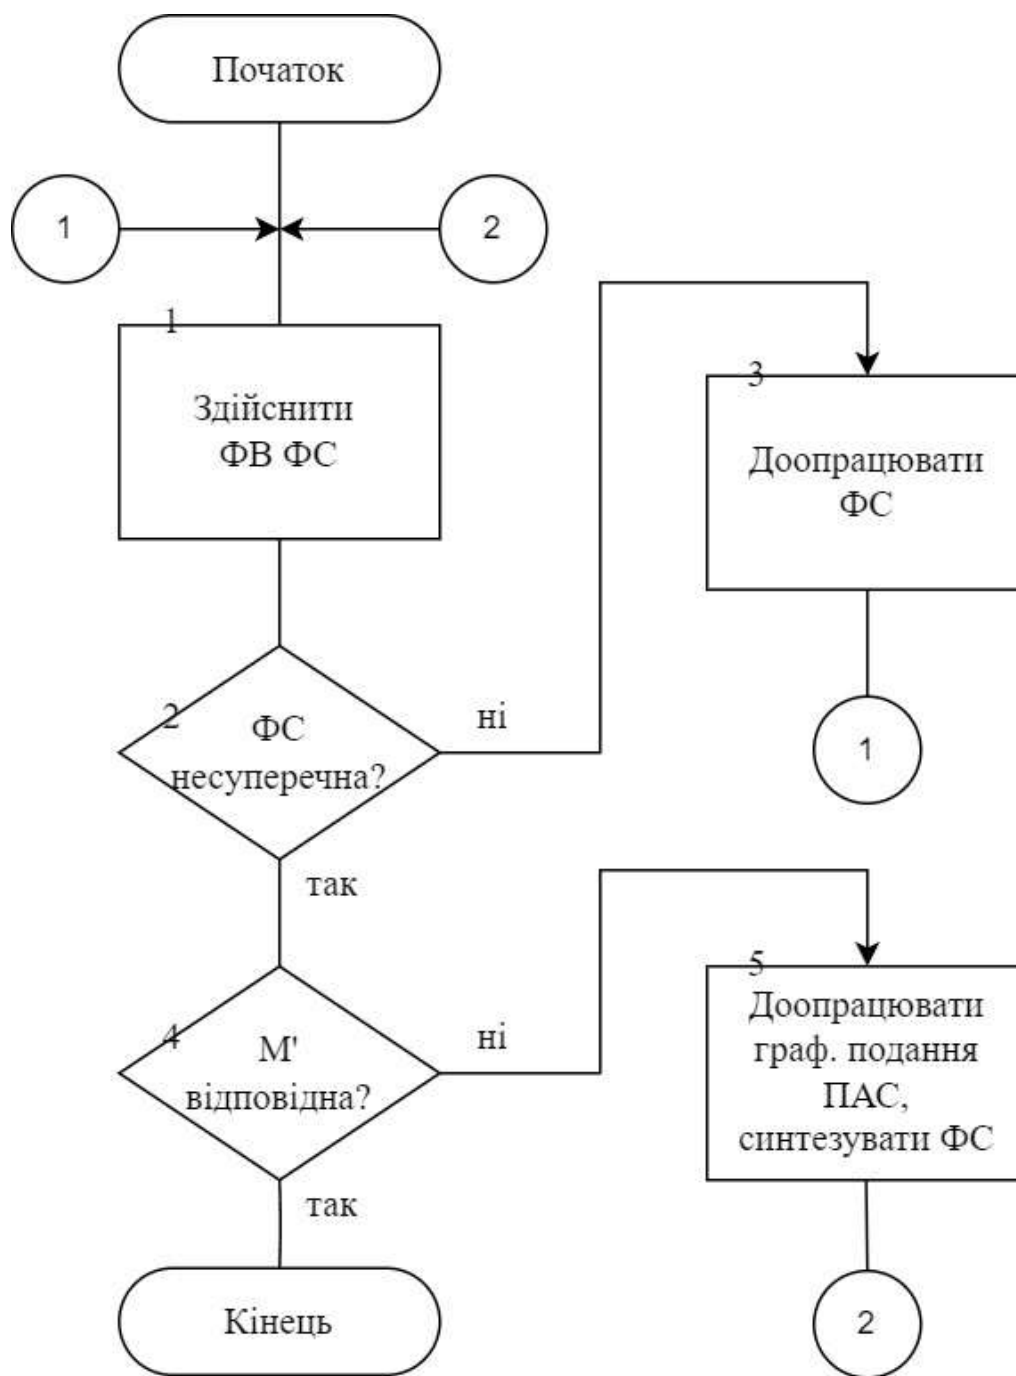 Початок
1
2
1
Здійснити
ФВ ФС
3
Доопрацювати
ФС
2
ФС
несуперечна?
ні
1
так
4
М'
відповідна?
ні
5
Доопрацювати
граф. подання
ПАС,
синтезувати ФС
так
Кінець
2